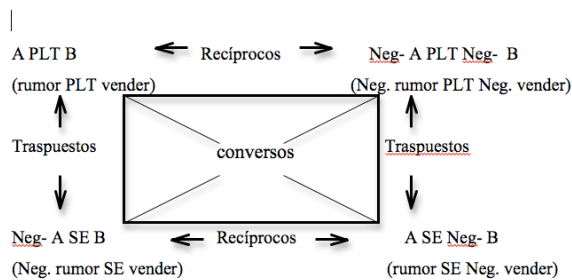 A PLT B Recíprocos Neg- A PLT Neg- B
(rumor PLT vender) (Neg. rumor PLT Neg. vender)
Traspuestos conversos Traspuestos
Neg- A SE B Recíprocos A SE Neg- B
(Neg. rumor SE vender) (rumor SE Neg. vender)